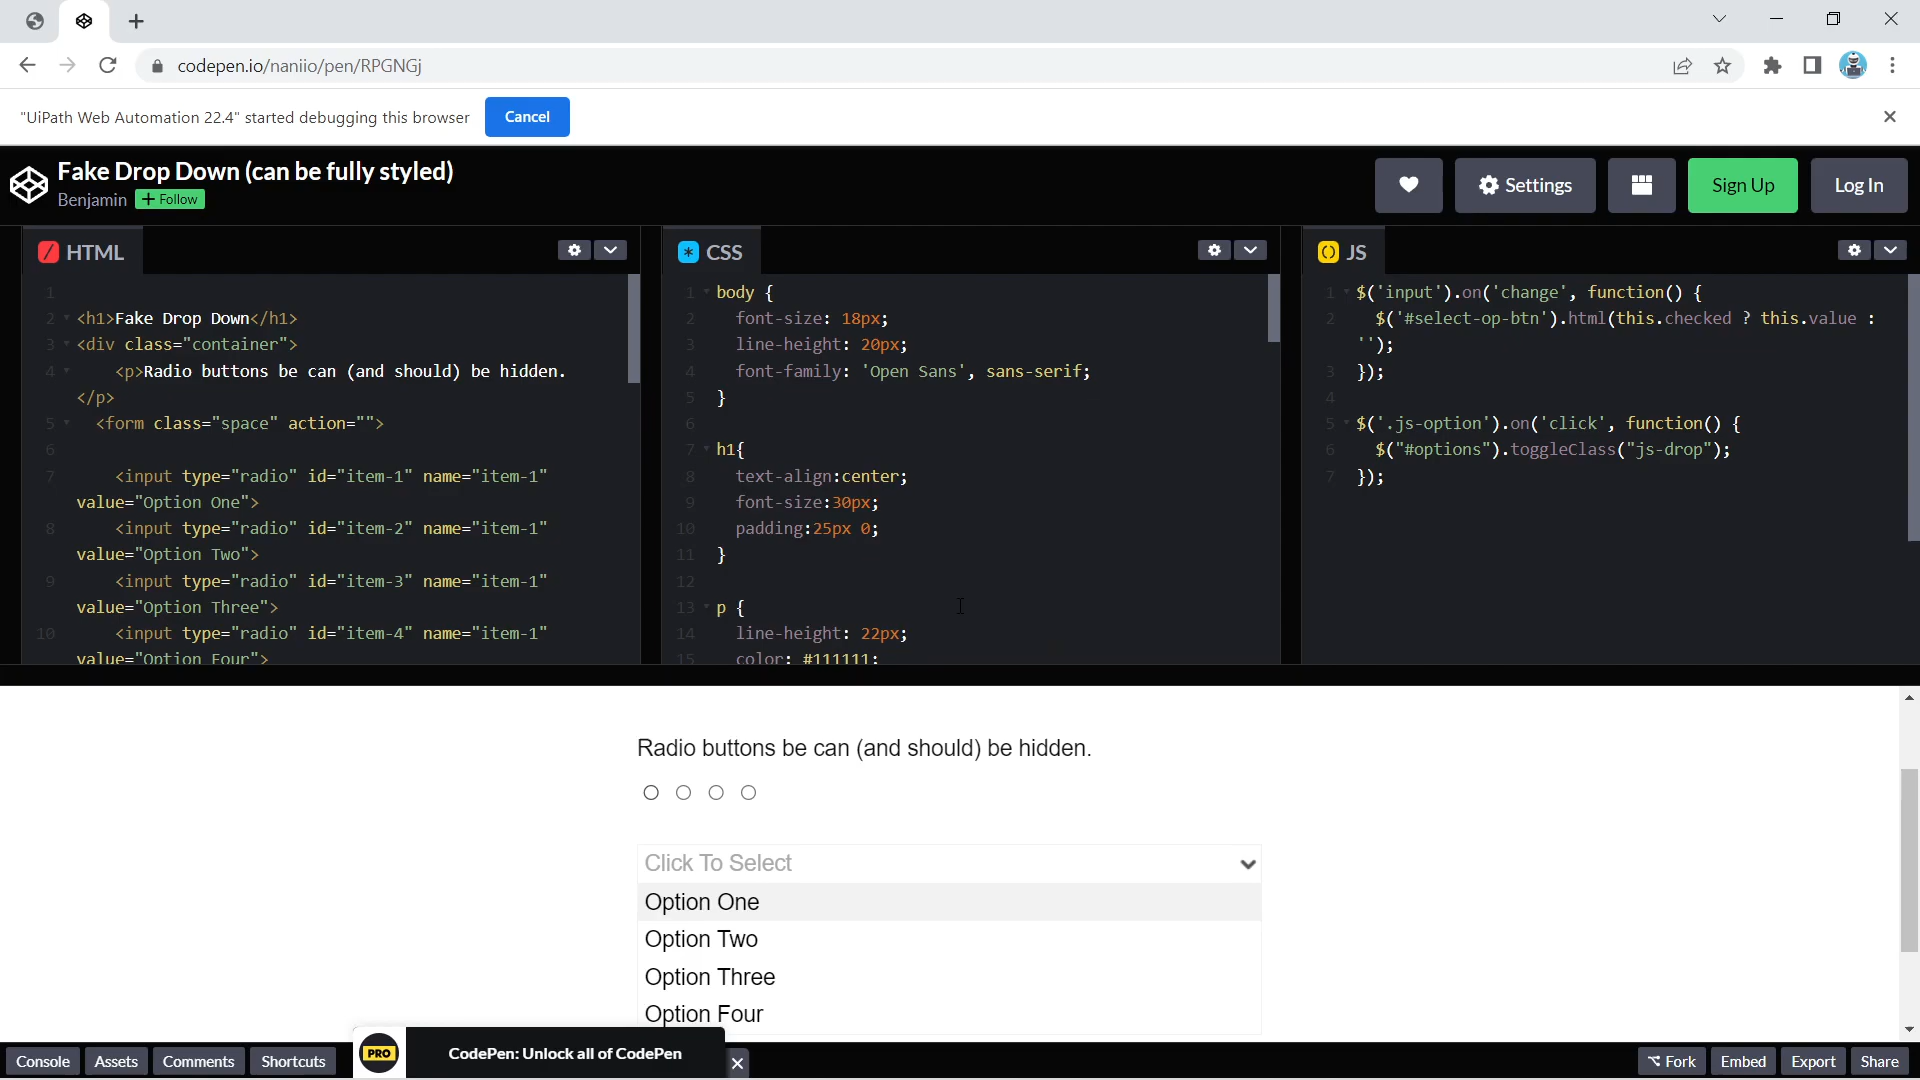 codepen.io/naniio/pen/RPGNGj
"UiPath Web Automation 22.4" started debugging this browser Cancel
Fake Drop Down (can be fully styled)
Benjamin + Follow
Settings Sign Up Log In
HTML
1
2 <h1>Fake Drop Down</h1>
3 <div class="container">
4 <p>Radio buttons be can (and should) be hidden.
</p>
5 <form class="space" action="">
6
7 <input type="radio" id="item-1" name="item-1"
value="Option One">
8 <input type="radio" id="item-2" name="item-1"
value="Option Two">
9 <input type="radio" id="item-3" name="item-1"
value="Option Three">
10 <input type="radio" id="item-4" name="item-1"
value="Option Four">
CSS
1 body {
2 font-size: 18px;
3 line-height: 20px;
4 font-family: 'Open Sans', sans-serif;
5 }
6
7 h1{
8 text-align:center;
9 font-size:30px;
10 padding:25px 0;
11 }
12
13 p {
14 line-height: 22px;
15 color: #111111;
JS
1 $('input').on('change', function() {
2 $('#select-op-btn').html(this.checked ? this.value :
'');
3 });
4
5 $('.js-option').on('click', function() {
6 $("#options").toggleClass("js-drop");
7 });
Radio buttons be can (and should) be hidden.
Click To Select
Option One
Option Two
Option Three
Option Four
Console Assets Comments Shortcuts PRO CodePen: Unlock all of CodePen Fork Embed Export Share